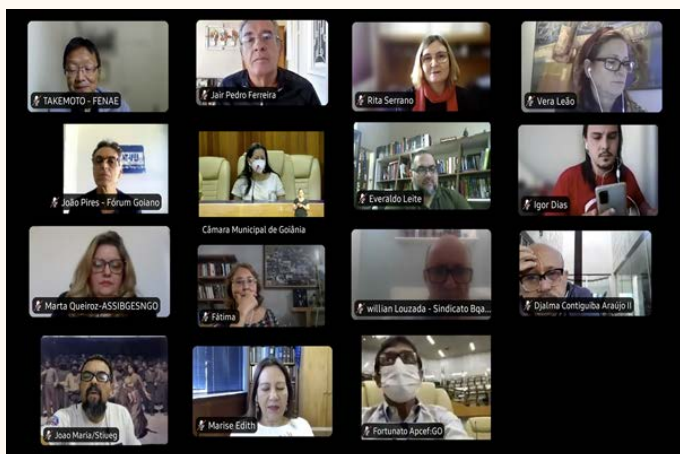 TAKEMOTO - FENAE
Jair Pedro Ferreira
Rita Serrano
Vera Leão
João Pires - Fórum Goiano
Câmara Municipal de Goiânia
Everaldo Leite
Igor Dias
Marta Queiroz-ASSIBGESNGO
Fátima
willian Louzada - Sindicato Bqa...
Djalma Contiguiba Araújo II
Joao Maria/Stiueg
Marise Edith
Fortunato Apcef:GO